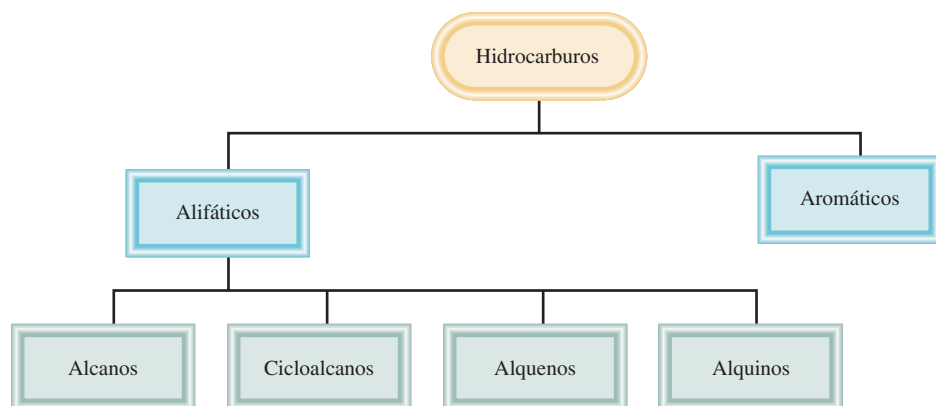 Hidrocarburos
Alifáticos
Aromáticos
Alcanos
Cicloalcanos
Alquenos
Alquinos